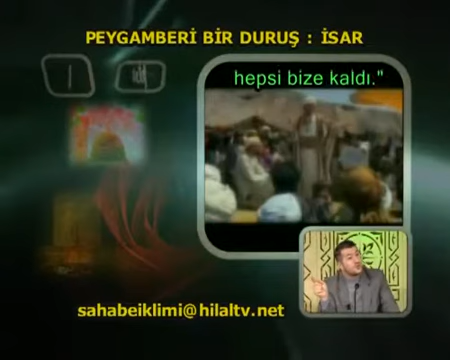 PEYGAMBERİ BİR DURUŞ : İSAR
hepsi bize kaldı."
sahabeiklimi@hilaltv.net